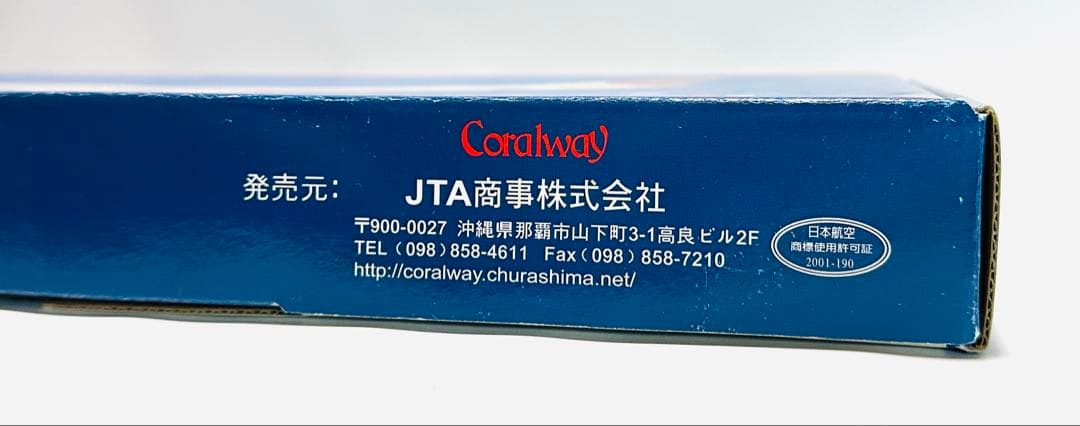 Coralway
発売元: JTA商事株式会社
〒900-0027 沖縄県那覇市山下町3-1高良ビル2F
TEL (098) 858-4611 Fax (098) 858-7210
http://coralway.churashima.net/
日本航空
商標使用許可証
2001-190